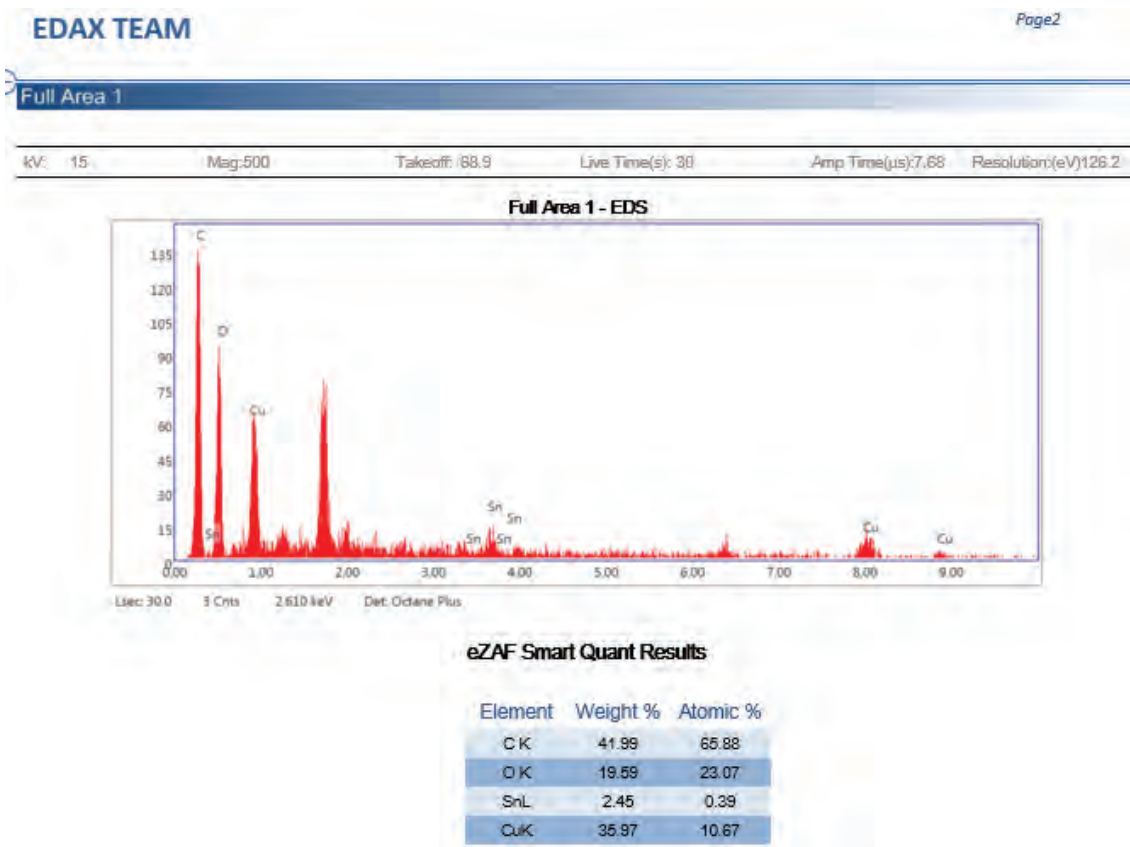 EDAX TEAM
Page2
Full Area 1
kV: 15 Mag:500 Takeoff: 68.9 Live Time(s): 30 Amp Time(µs):7.68 Resolution:(eV)126.2
Full Area 1 - EDS
C
135
120
105
O
90
75
Cu
60
45
30
Sn
Sn
15
Sn
Sn
Sn
Cu
Cu
0
0.00 1.00 2.00 3.00 4.00 5.00 6.00 7.00 8.00 9.00
Lsec: 30.0 3 Cnts 2.610 keV Det: Octane Plus
eZAF Smart Quant Results
Element Weight % Atomic %
C K 41.99 65.88
O K 19.59 23.07
SnL 2.45 0.39
CuK 35.97 10.67